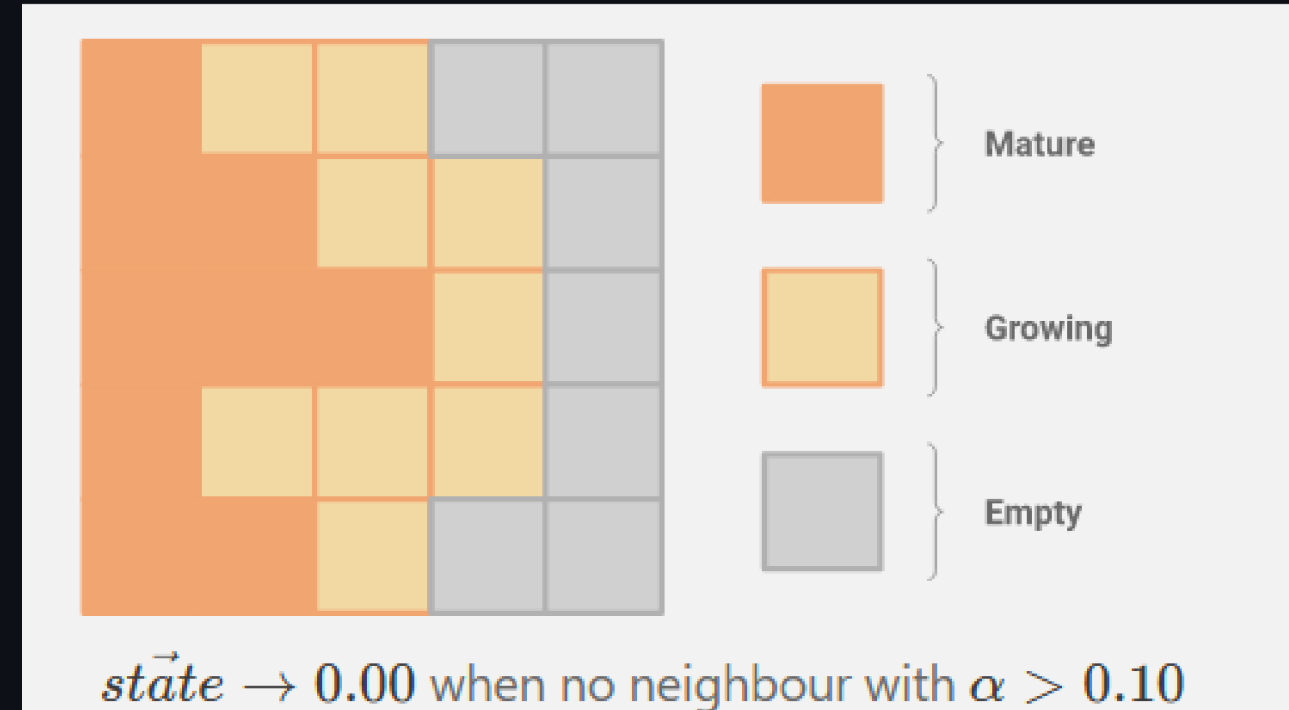 Mature
Growing
Empty
$\vec{state} \rightarrow 0.00$ when no neighbour with $\alpha > 0.10$